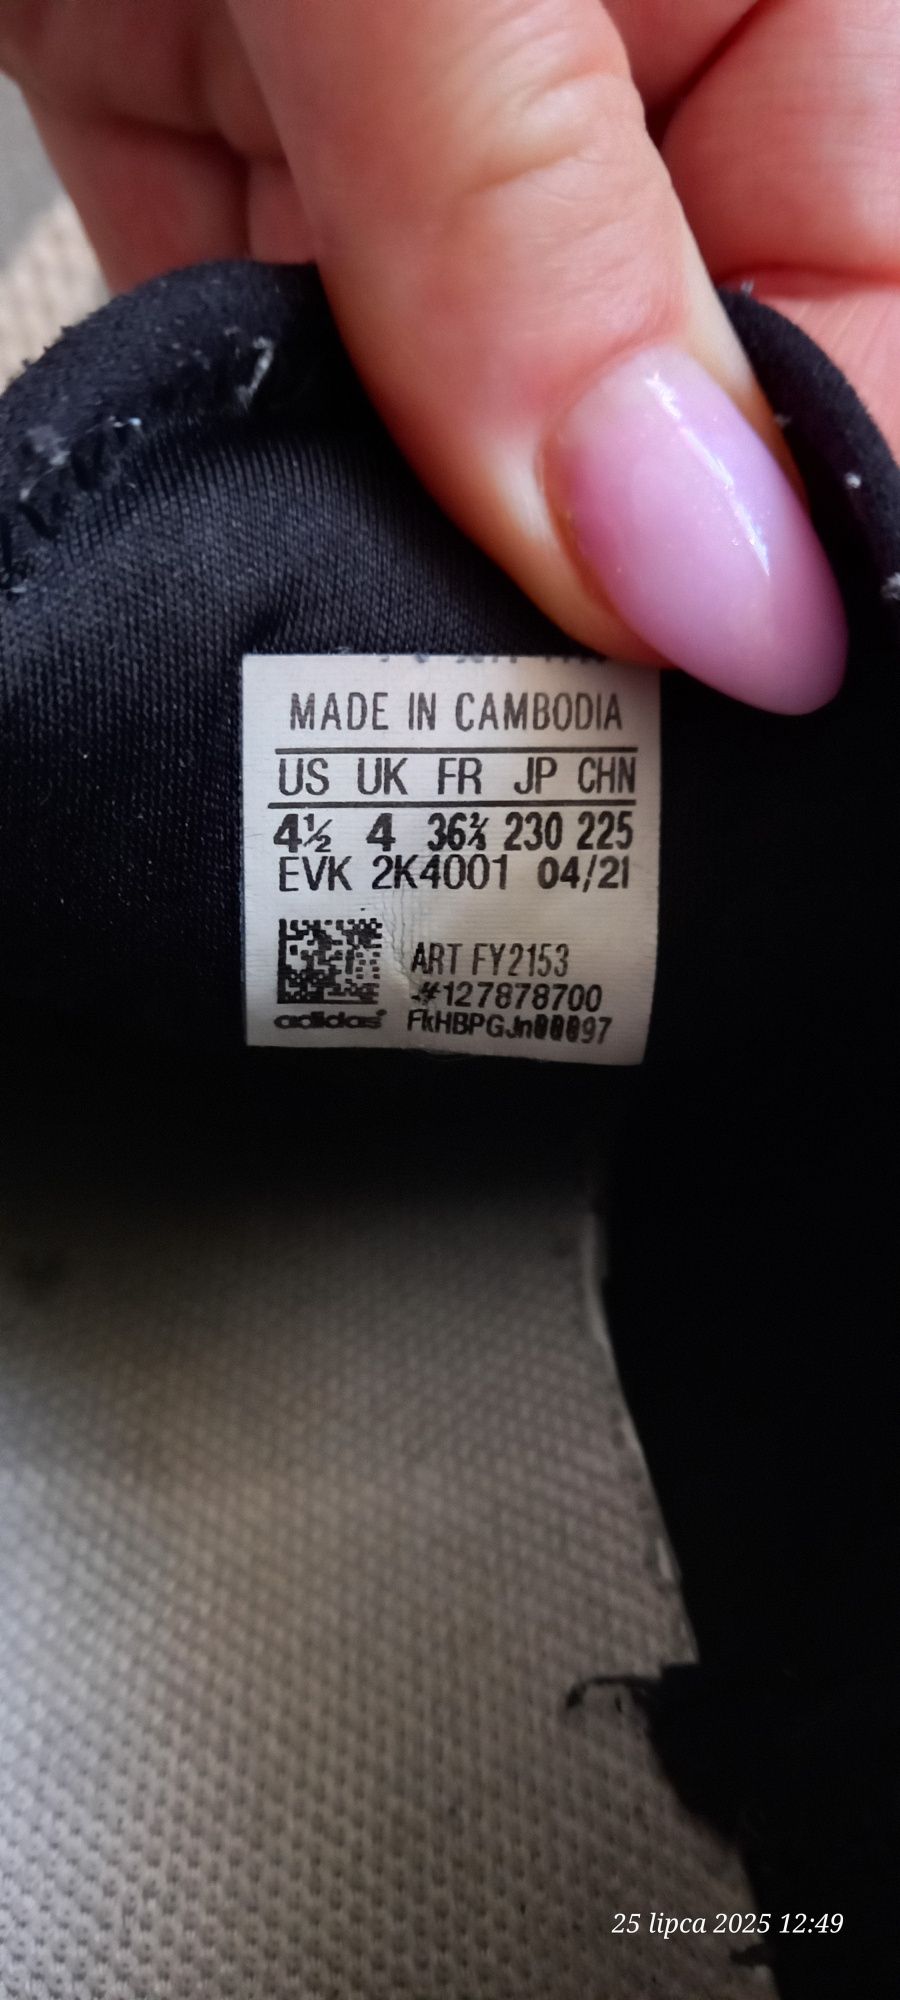 MADE IN CAMBODIA
US UK FR JP CHN
4½ 4 36⅔ 230 225
EVK 2K4001 04/21
ART FY2153
#127878700
adidas
25 lipca 2025 12:49